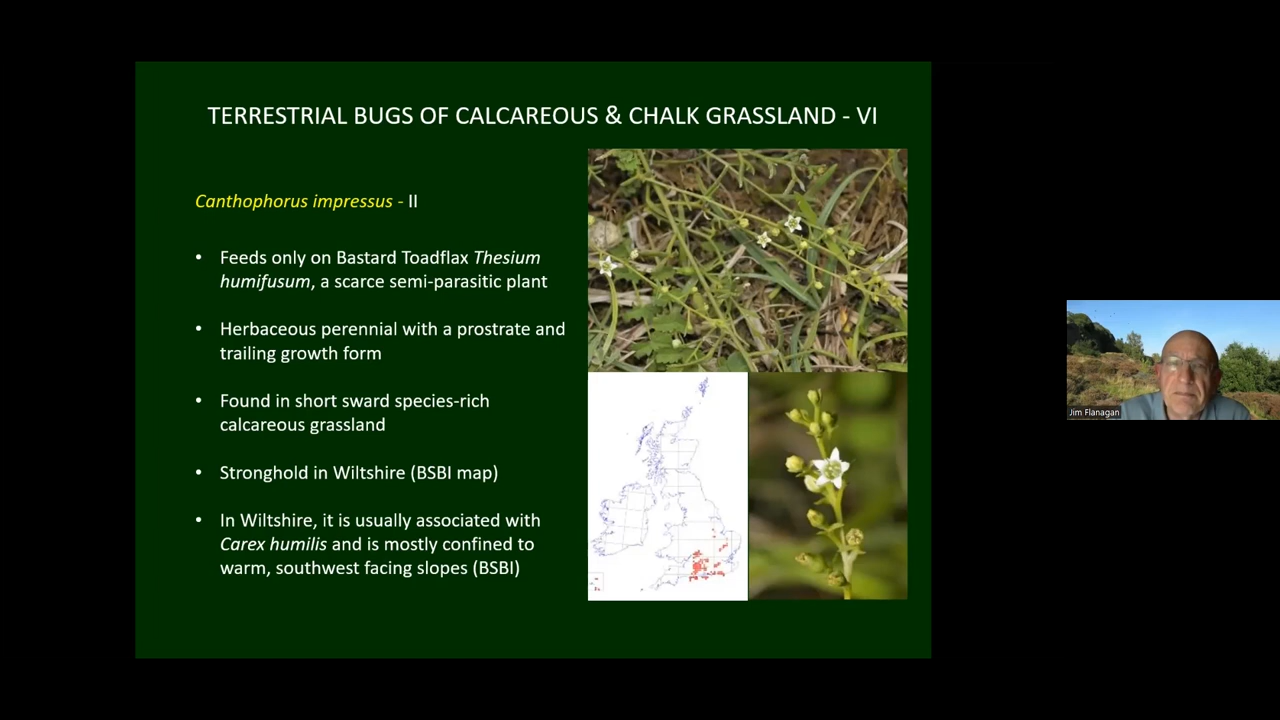 TERRESTRIAL BUGS OF CALCAREOUS & CHALK GRASSLAND - VI
Canthophorus impressus - II
• Feeds only on Bastard Toadflax Thesium
humifusum, a scarce semi-parasitic plant
• Herbaceous perennial with a prostrate and
trailing growth form
• Found in short sward species-rich
calcareous grassland
• Stronghold in Wiltshire (BSBI map)
• In Wiltshire, it is usually associated with
Carex humilis and is mostly confined to
warm, southwest facing slopes (BSBI)
Jim Flanagan